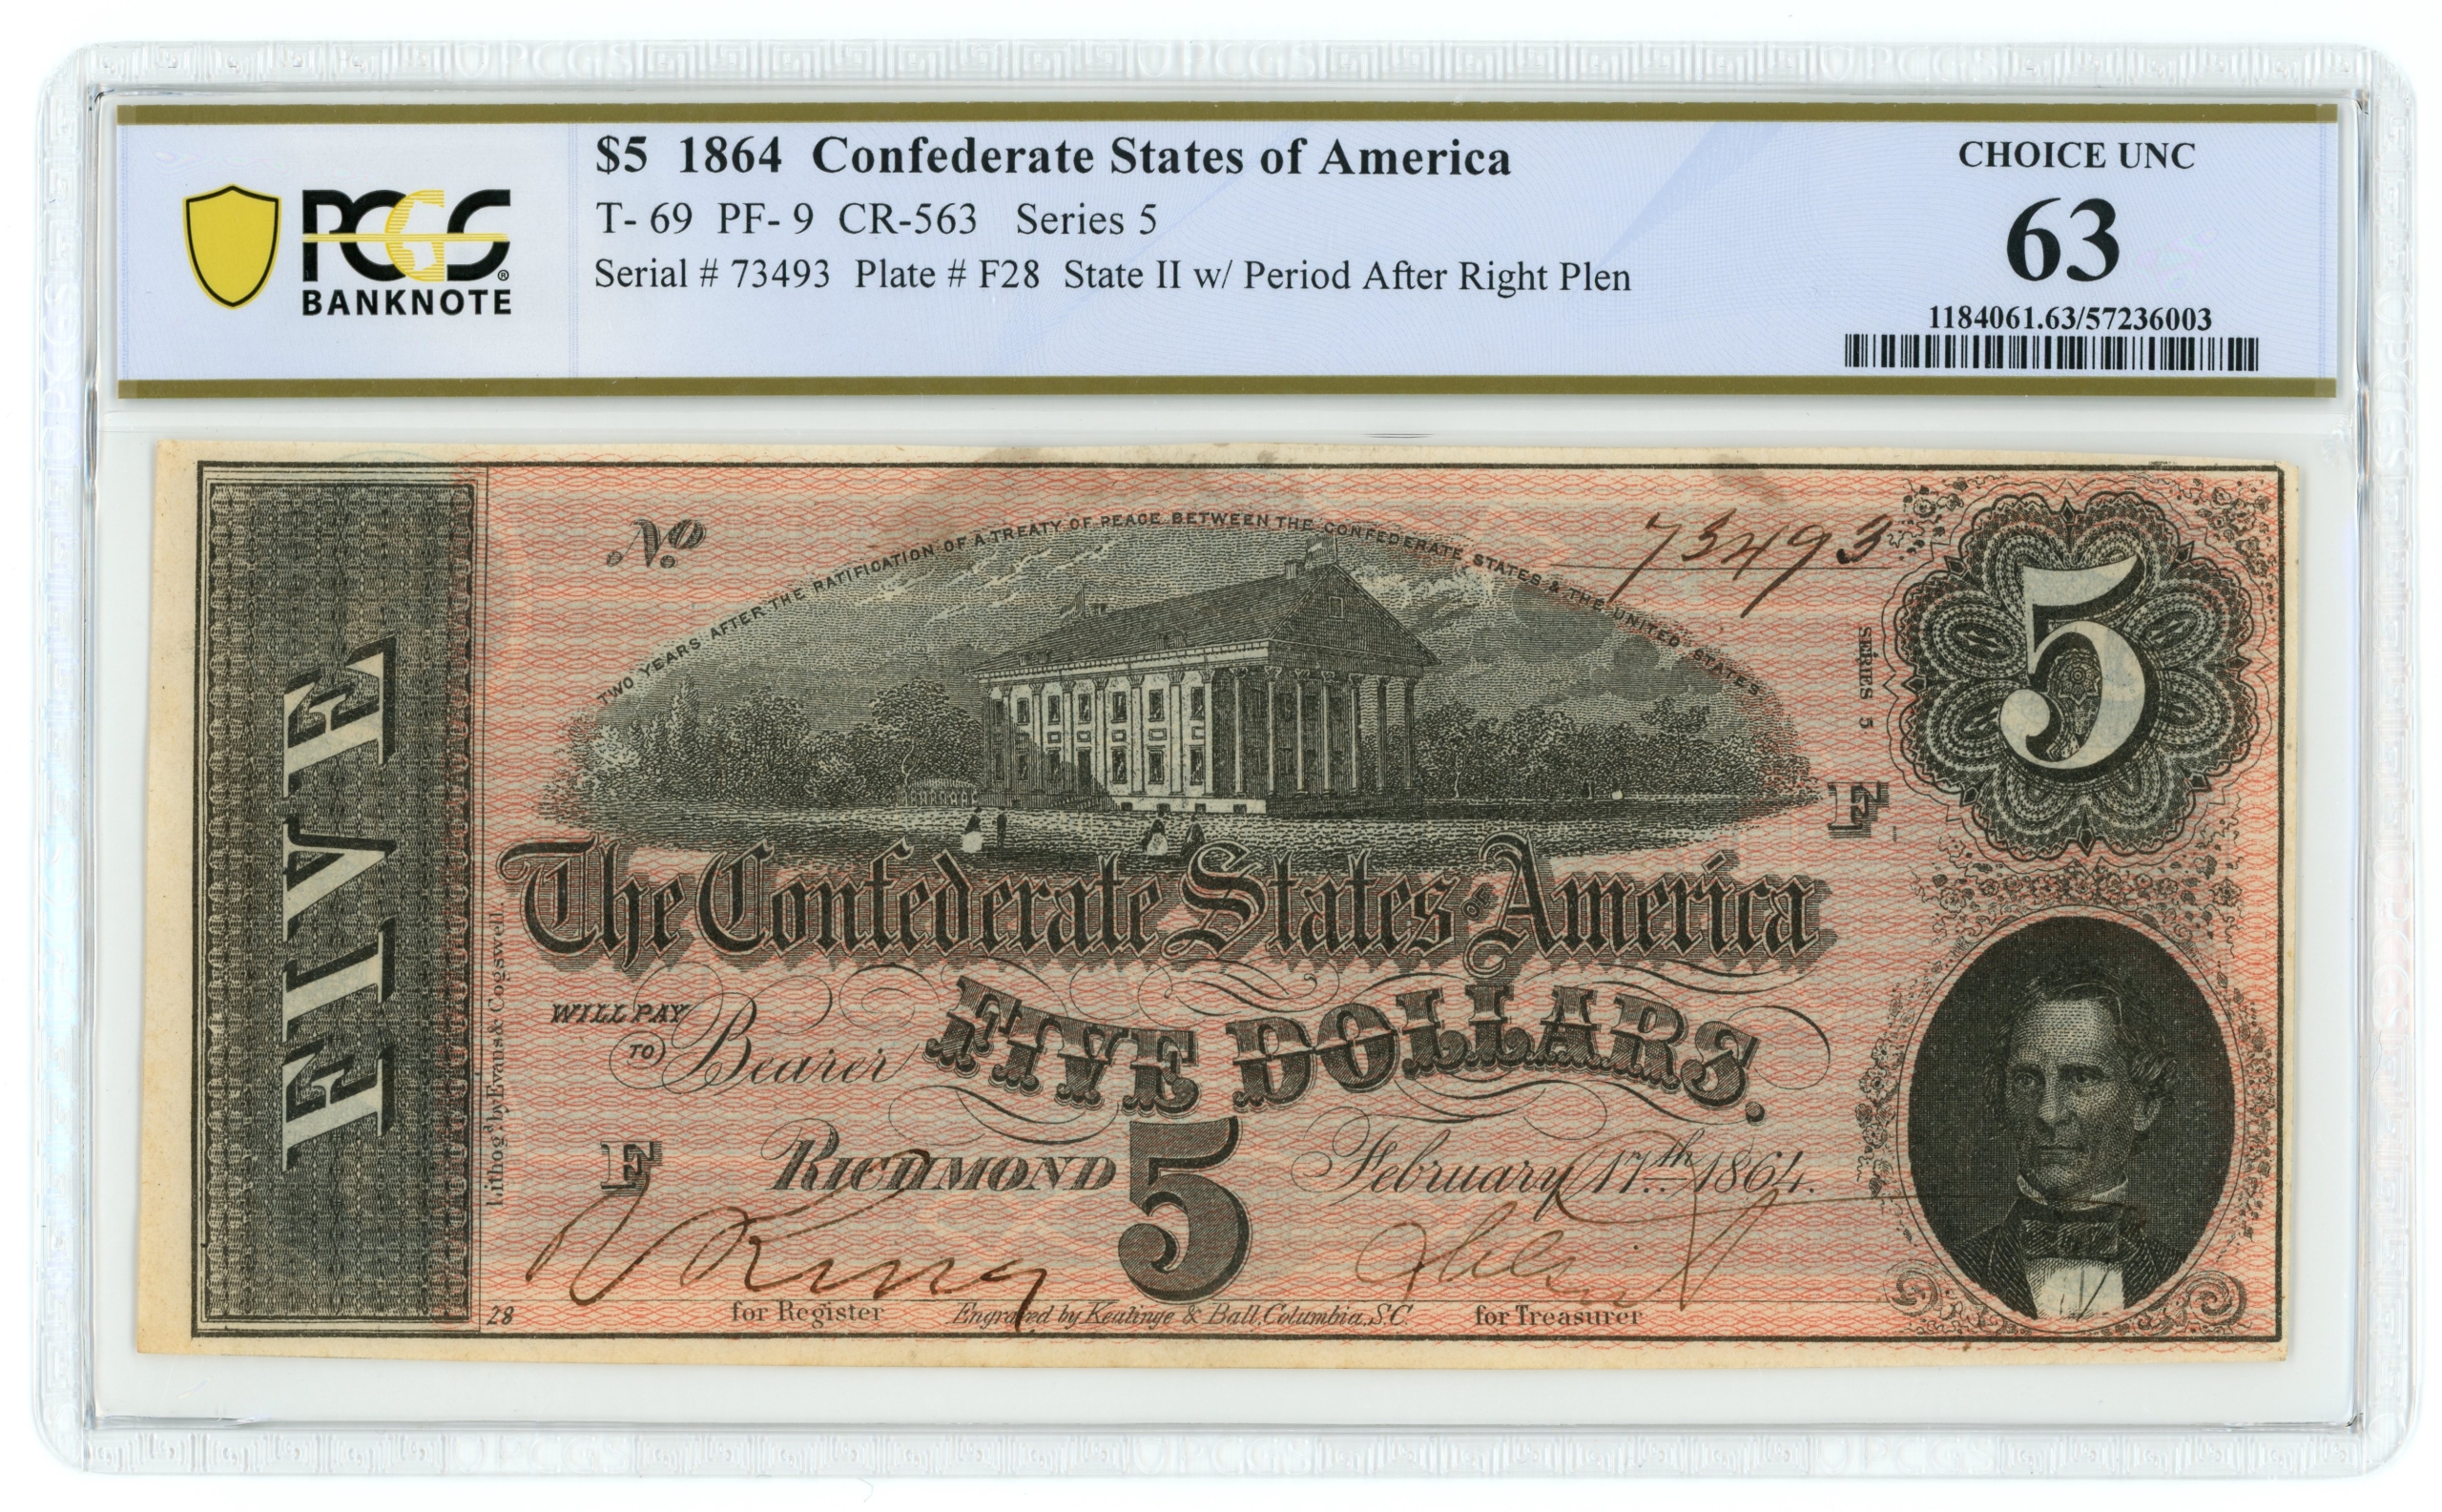 $5 1864 Confederate States of America
T- 69 PF- 9 CR-563 Series 5
Serial # 73493 Plate # F28 State II w/ Period After Right Plen
PCGS
BANKNOTE
CHOICE UNC
63
1184061.63/57236003
No
73493
TWO YEARS AFTER THE RATIFICATION OF A TREATY OF PEACE BETWEEN THE CONFEDERATE STATES & THE UNITED STATES
SERIES 5
5
FIVE
F
The Confederate States OF America
WILL PAY
TO Bearer FIVE DOLLARS.
Lithog'd by Evans & Cogswell.
F
RICHMOND 5 February 17th 1864.
R King
28
for Register
Engraved by Keatinge & Ball, Columbia, S.C.
for Treasurer